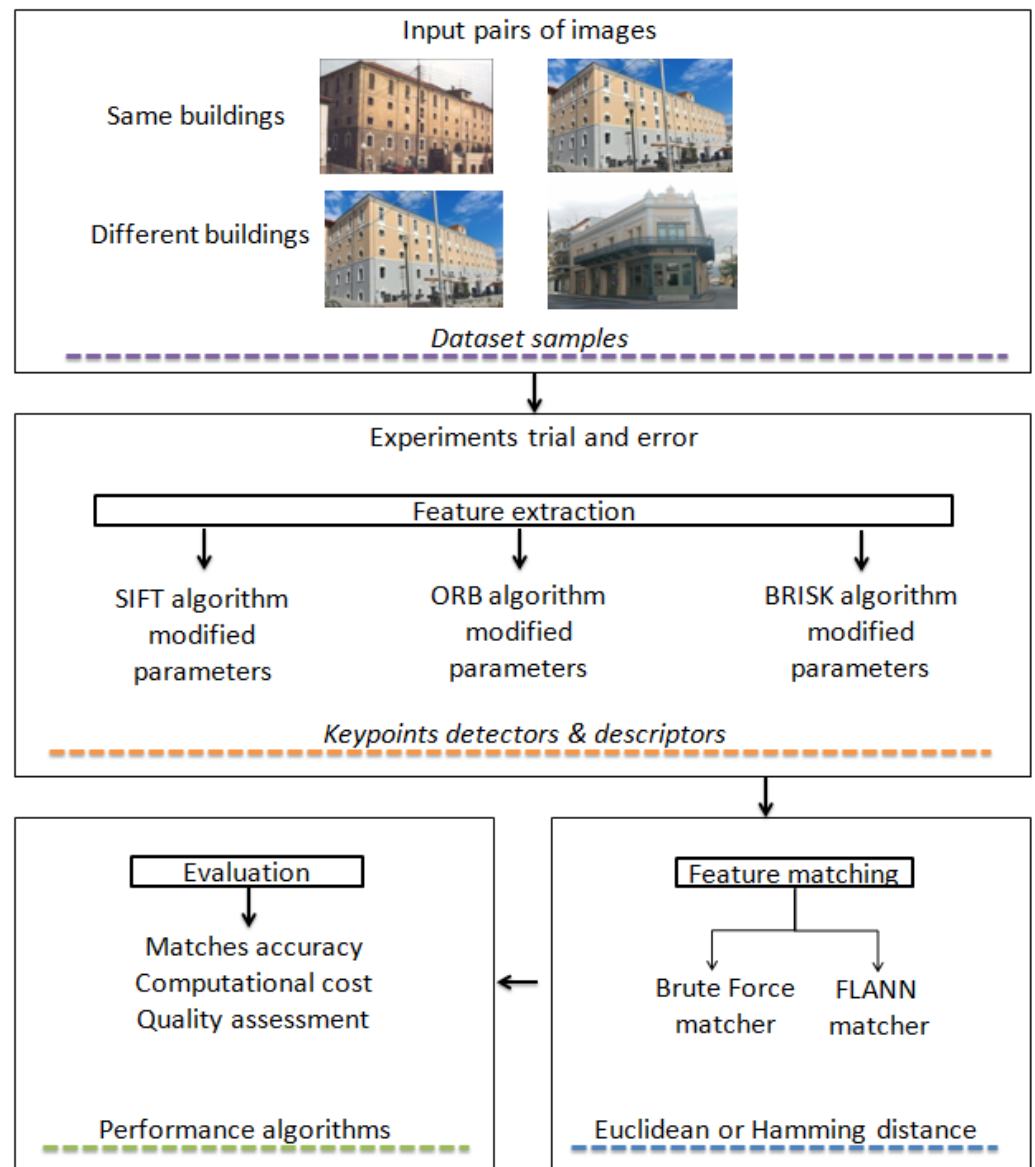 Input pairs of images
Same buildings
Different buildings
Dataset samples
Experiments trial and error
Feature extraction
SIFT algorithm
modified
parameters
ORB algorithm
modified
parameters
BRISK algorithm
modified
parameters
Keypoints detectors & descriptors
Evaluation
Matches accuracy
Computational cost
Quality assessment
Performance algorithms
Feature matching
Brute Force
matcher
FLANN
matcher
Euclidean or Hamming distance